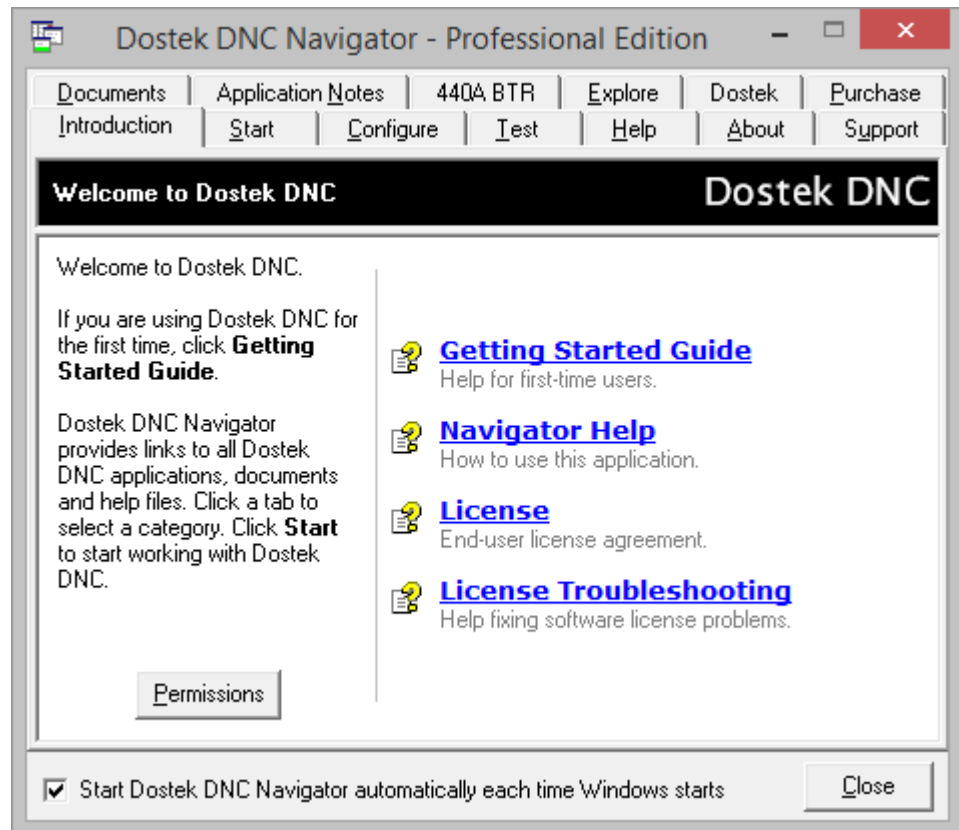 Dostek DNC Navigator - Professional Edition
Documents Application Notes 440A BTR Explore Dostek Purchase
Introduction Start Configure Test Help About Support
Welcome to Dostek DNC Dostek DNC
Welcome to Dostek DNC.
If you are using Dostek DNC for
the first time, click Getting
Started Guide.
Dostek DNC Navigator
provides links to all Dostek
DNC applications, documents
and help files. Click a tab to
select a category. Click Start
to start working with Dostek
DNC.
Permissions
Getting Started Guide
Help for first-time users.
Navigator Help
How to use this application.
License
End-user license agreement.
License Troubleshooting
Help fixing software license problems.
Start Dostek DNC Navigator automatically each time Windows starts
Close